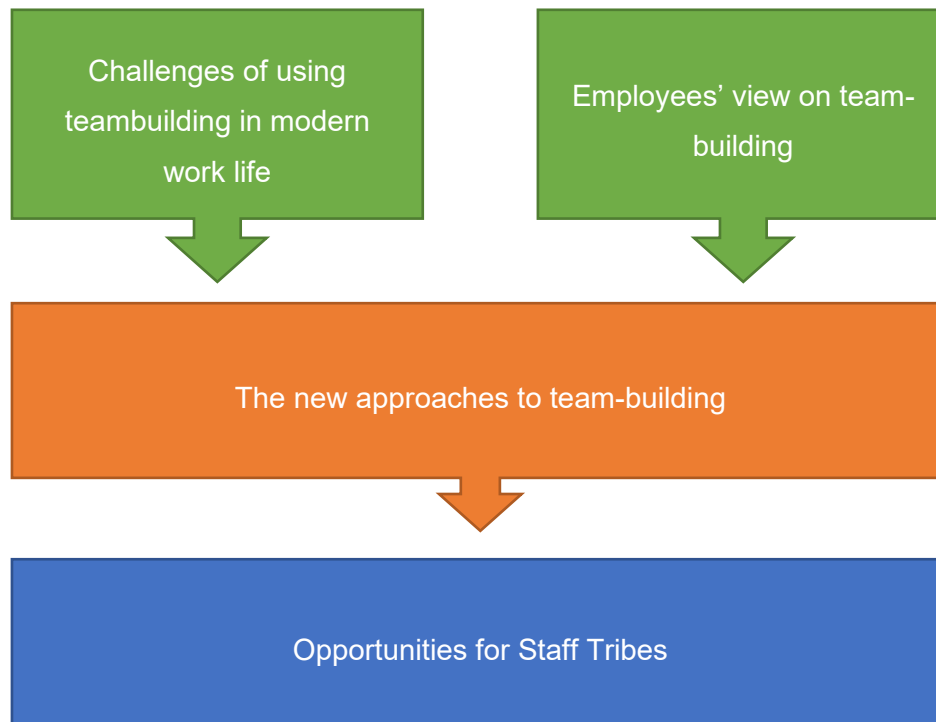 Challenges of using
teambuilding in modern
work life
Employees’ view on team-
building
The new approaches to team-building
Opportunities for Staff Tribes